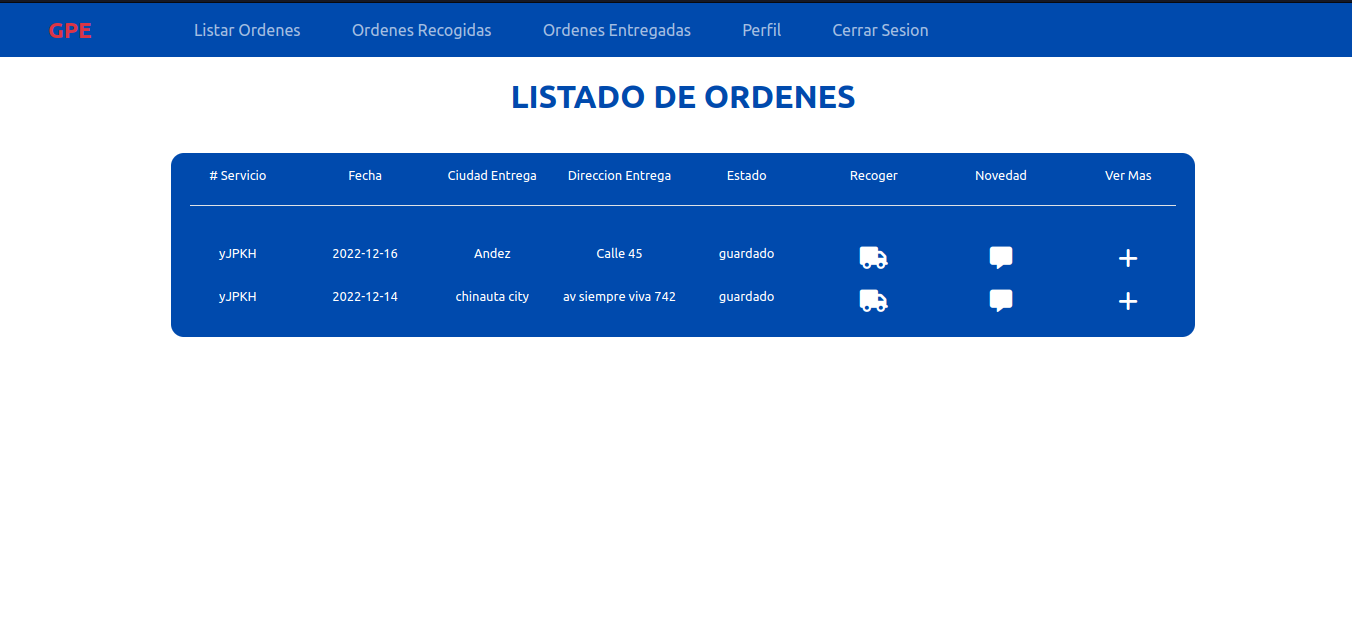 GPE Listar Ordenes Ordenes Recogidas Ordenes Entregadas Perfil Cerrar Sesion
LISTADO DE ORDENES
# Servicio Fecha Ciudad Entrega Direccion Entrega Estado Recoger Novedad Ver Mas
yJPKH 2022-12-16 Andez Calle 45 guardado
yJPKH 2022-12-14 chinauta city av siempre viva 742 guardado